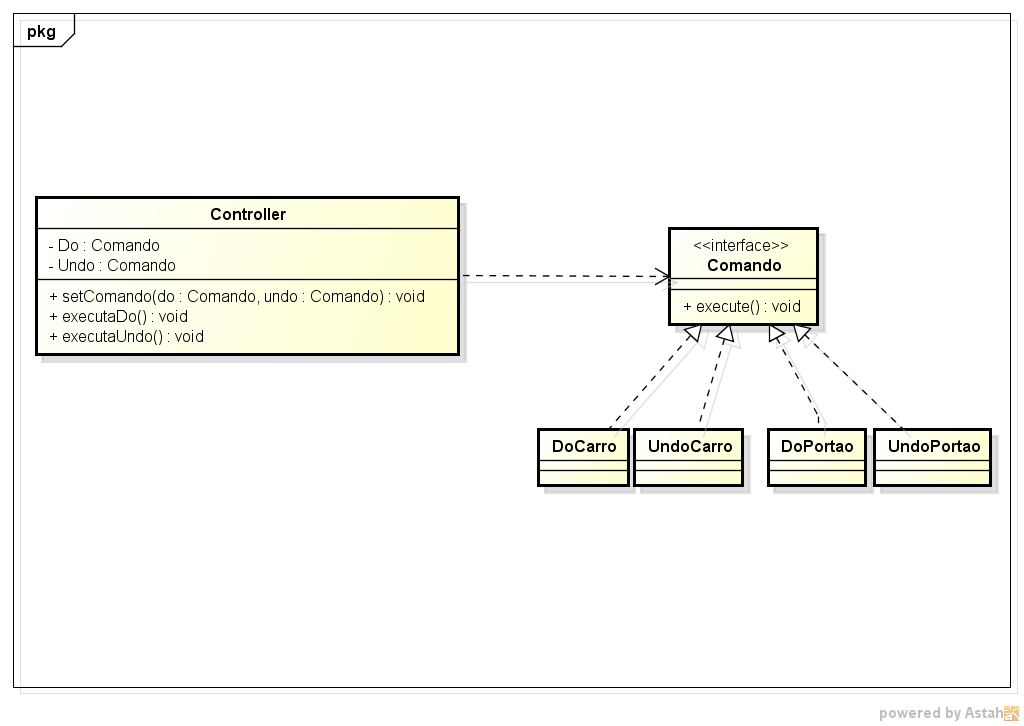 pkg
Controller
- Do : Comando
- Undo : Comando
+ setComando(do : Comando, undo : Comando) : void
+ executaDo() : void
+ executaUndo() : void
<<interface>>
Comando
+ execute() : void
DoCarro
UndoCarro
DoPortao
UndoPortao
powered by Astah